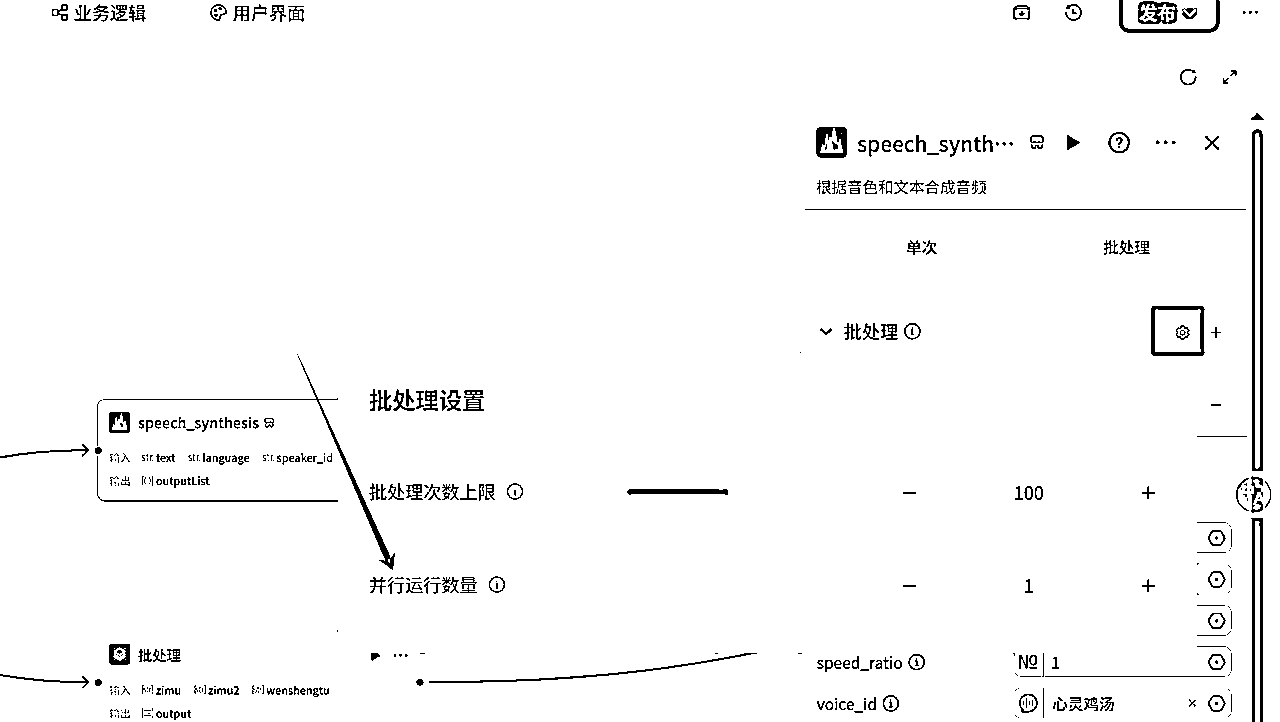 业务逻辑 用户界面 发布
speech_synth···
根据音色和文本合成音频
单次 批处理
批处理
批处理设置
speech_synthesis
输入 str.text str.language str.speaker_id
输出 outputList
批处理次数上限 100
并行运行数量 1
批处理
输入 zimu zimu2 wenshengtu
输出 output
speed_ratio 1
voice_id 心灵鸡汤